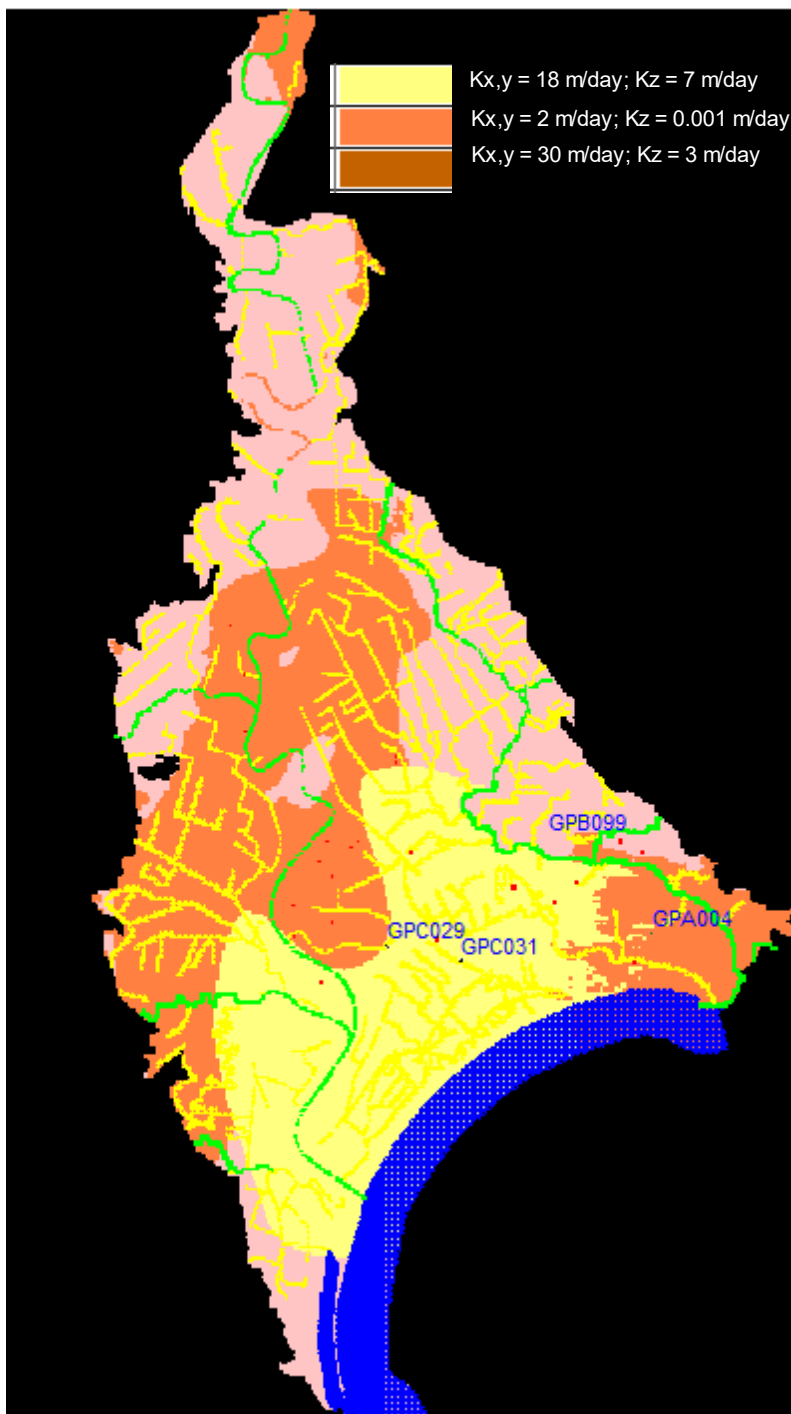 Kx,y = 18 m/day; Kz = 7 m/day
Kx,y = 2 m/day; Kz = 0.001 m/day
Kx,y = 30 m/day; Kz = 3 m/day
GPB099
GPA004
GPC029
GPC031